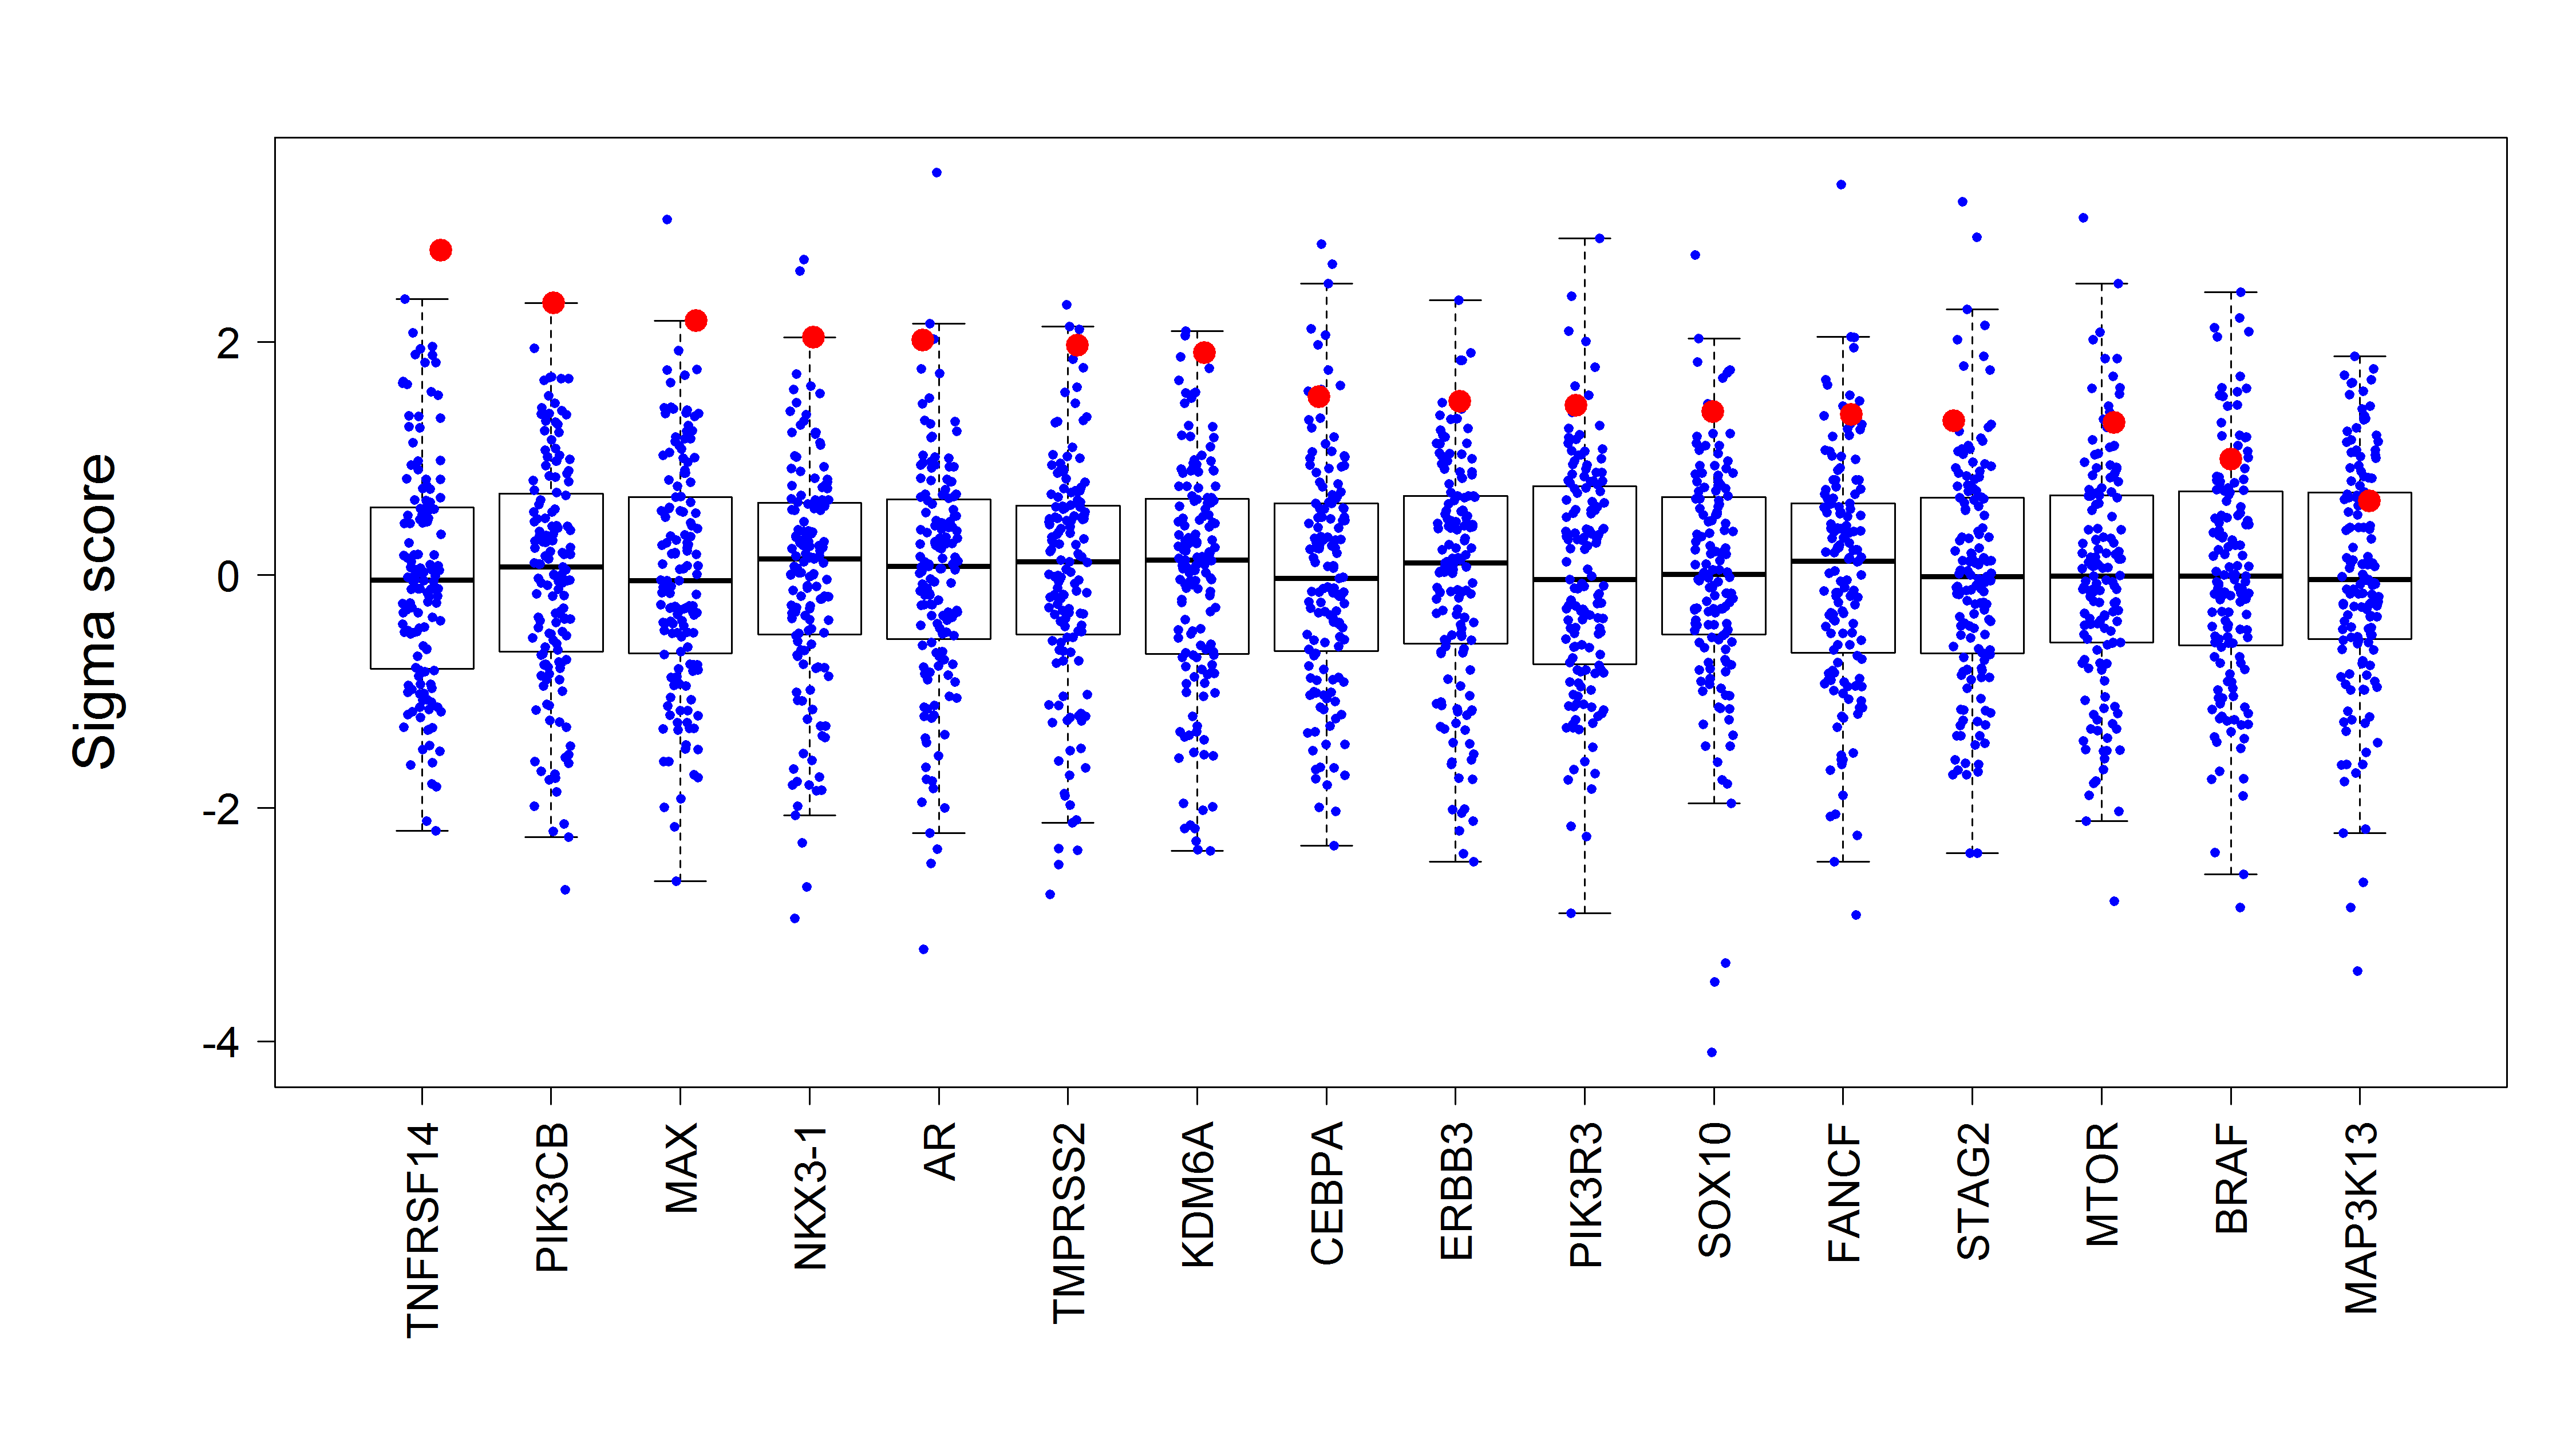 Sigma score
2
0
-2
-4
TNFRSF14
PIK3CB
MAX
NKX3-1
AR
TMPRSS2
KDM6A
CEBPA
ERBB3
PIK3R3
SOX10
FANCF
STAG2
MTOR
BRAF
MAP3K13